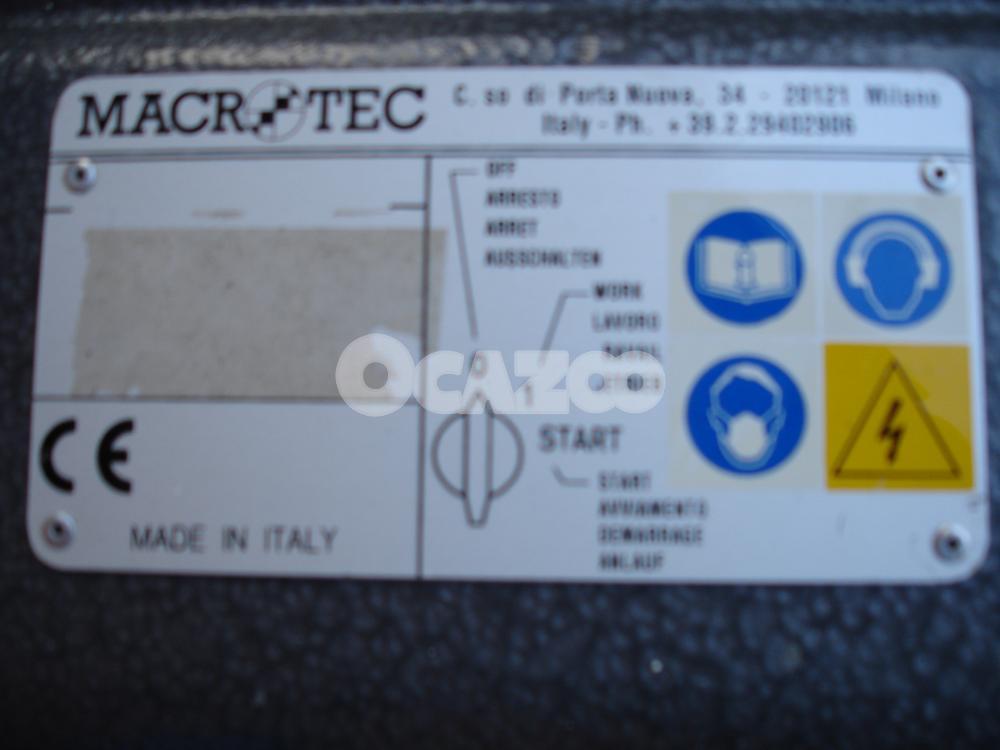 MACROTEC
C.so di Porta Nuova, 34 - 20121 Milano
Italy - Ph. +39.2.29402906
OFF
ARRESTO
ARRET
AUSSCHALTEN
WORK
LAVORO
0
1
OCAZOO
START
START
AVVIAMENTO
DEMARRAGE
ANLAUF
CE
MADE IN ITALY